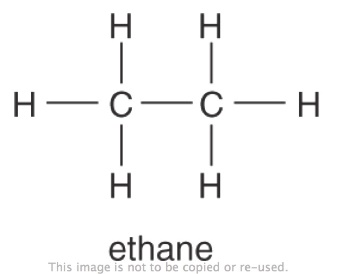 H H
H C C H
H H
ethane
This image is not to be copied or re-used.